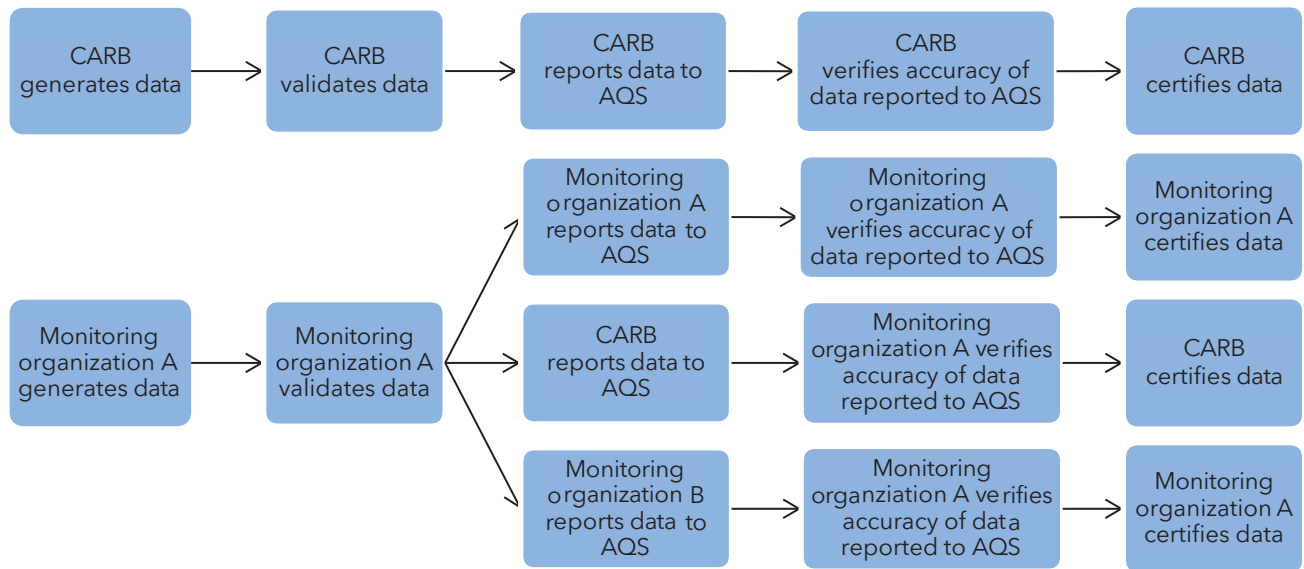 CARB
generates data
CARB
validates data
CARB
reports data to
AQS
CARB
verifies accuracy of
data reported to AQS
CARB
certifies data
Monitoring
organization A
reports data to
AQS
Monitoring
organization A
verifies accuracy of
data reported to AQS
Monitoring
organization A
certifies data
Monitoring
organization A
generates data
Monitoring
organization A
validates data
CARB
reports data to
AQS
Monitoring
organization A verifies
accuracy of data
reported to AQS
CARB
certifies data
Monitoring
organization B
reports data to
AQS
Monitoring
organziation A verifies
accuracy of data
reported to AQS
Monitoring
organization A
certifies data